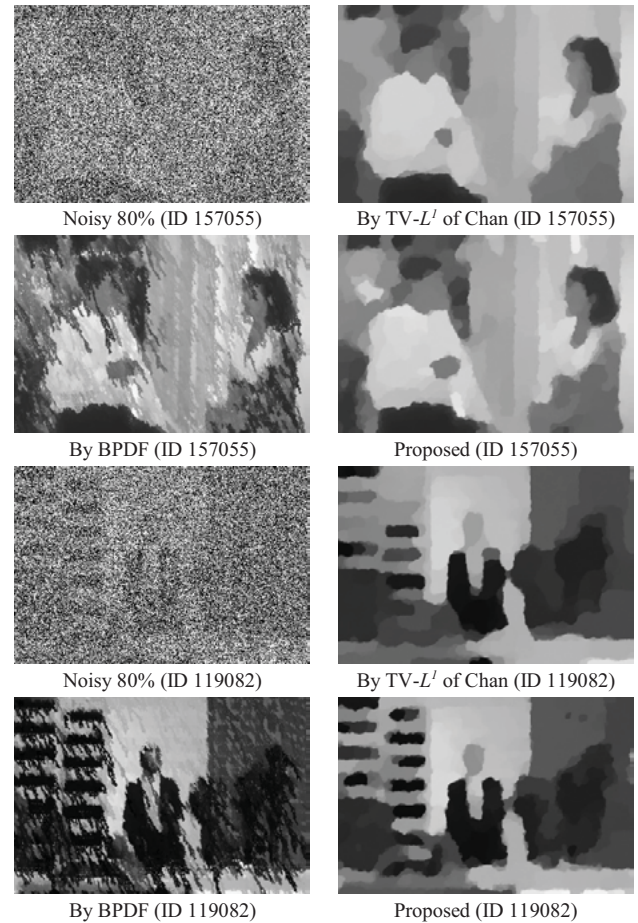 Noisy 80% (ID 157055)
By TV-L¹ of Chan (ID 157055)
By BPDF (ID 157055)
Proposed (ID 157055)
Noisy 80% (ID 119082)
By TV-L¹ of Chan (ID 119082)
By BPDF (ID 119082)
Proposed (ID 119082)